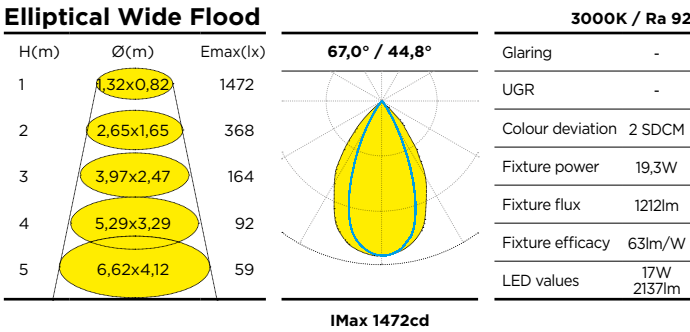 Elliptical Wide Flood
H(m) Ø(m) Emax(lx)
1 1,32x0,82 1472
2 2,65x1,65 368
3 3,97x2,47 164
4 5,29x3,29 92
5 6,62x4,12 59
67,0° / 44,8°
IMax 1472cd
3000K / Ra 92
Glaring -
UGR -
Colour deviation 2 SDCM
Fixture power 19,3W
Fixture flux 1212lm
Fixture efficacy 63lm/W
LED values 17W
2137lm